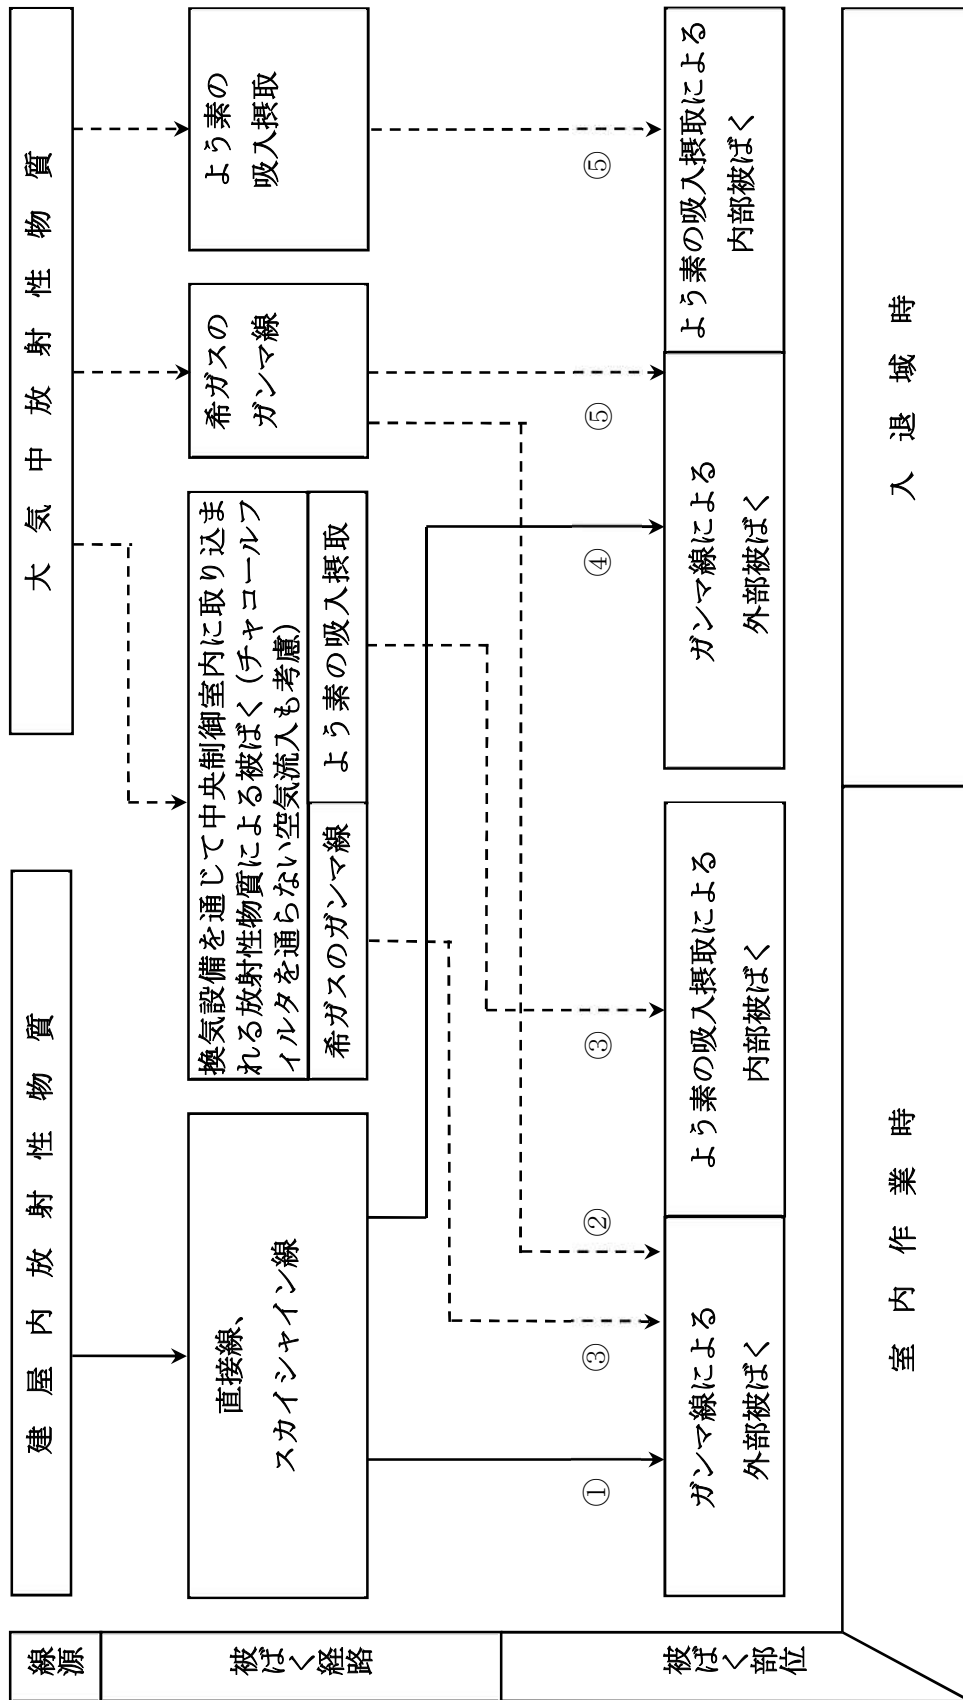 線源
建屋内放射性物質
大気中放射性物質
被ばく経路
直接線、
スカイシャイン線
換気設備を通じて中央制御室内に取り込ま
れる放射性物質による被ばく（チャコールフ
ィルタを通らない空気流入も考慮）
希ガスのガンマ線
よう素の吸入摂取
希ガスの
ガンマ線
よう素の
吸入摂取
①
③
②
③
④
⑤
⑤
被ばく部位
ガンマ線による
外部被ばく
よう素の吸入摂取による
内部被ばく
ガンマ線による
外部被ばく
よう素の吸入摂取による
内部被ばく
室内作業時
入退域時